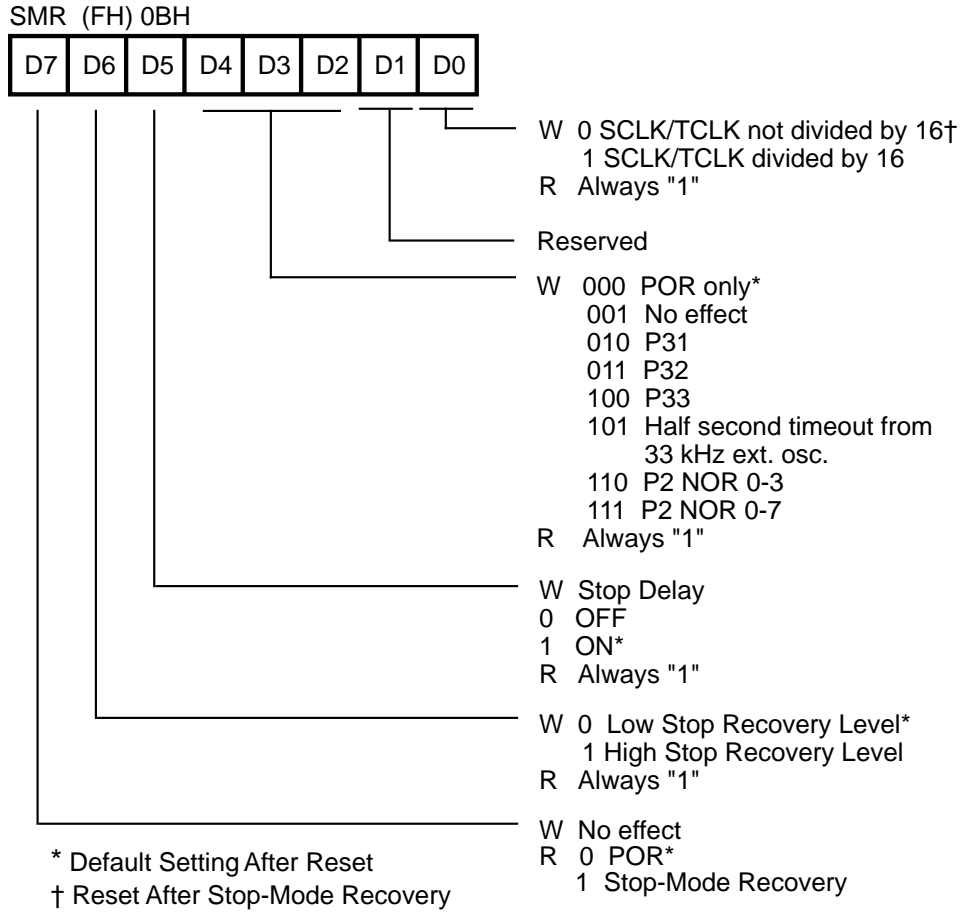 SMR (FH) 0BH
D7 D6 D5 D4 D3 D2 D1 D0
W 0 SCLK/TCLK not divided by 16†
1 SCLK/TCLK divided by 16
R Always "1"
Reserved
W 000 POR only*
001 No effect
010 P31
011 P32
100 P33
101 Half second timeout from
33 kHz ext. osc.
110 P2 NOR 0-3
111 P2 NOR 0-7
R Always "1"
W Stop Delay
0 OFF
1 ON*
R Always "1"
W 0 Low Stop Recovery Level*
1 High Stop Recovery Level
R Always "1"
W No effect
R 0 POR*
1 Stop-Mode Recovery
* Default Setting After Reset
† Reset After Stop-Mode Recovery